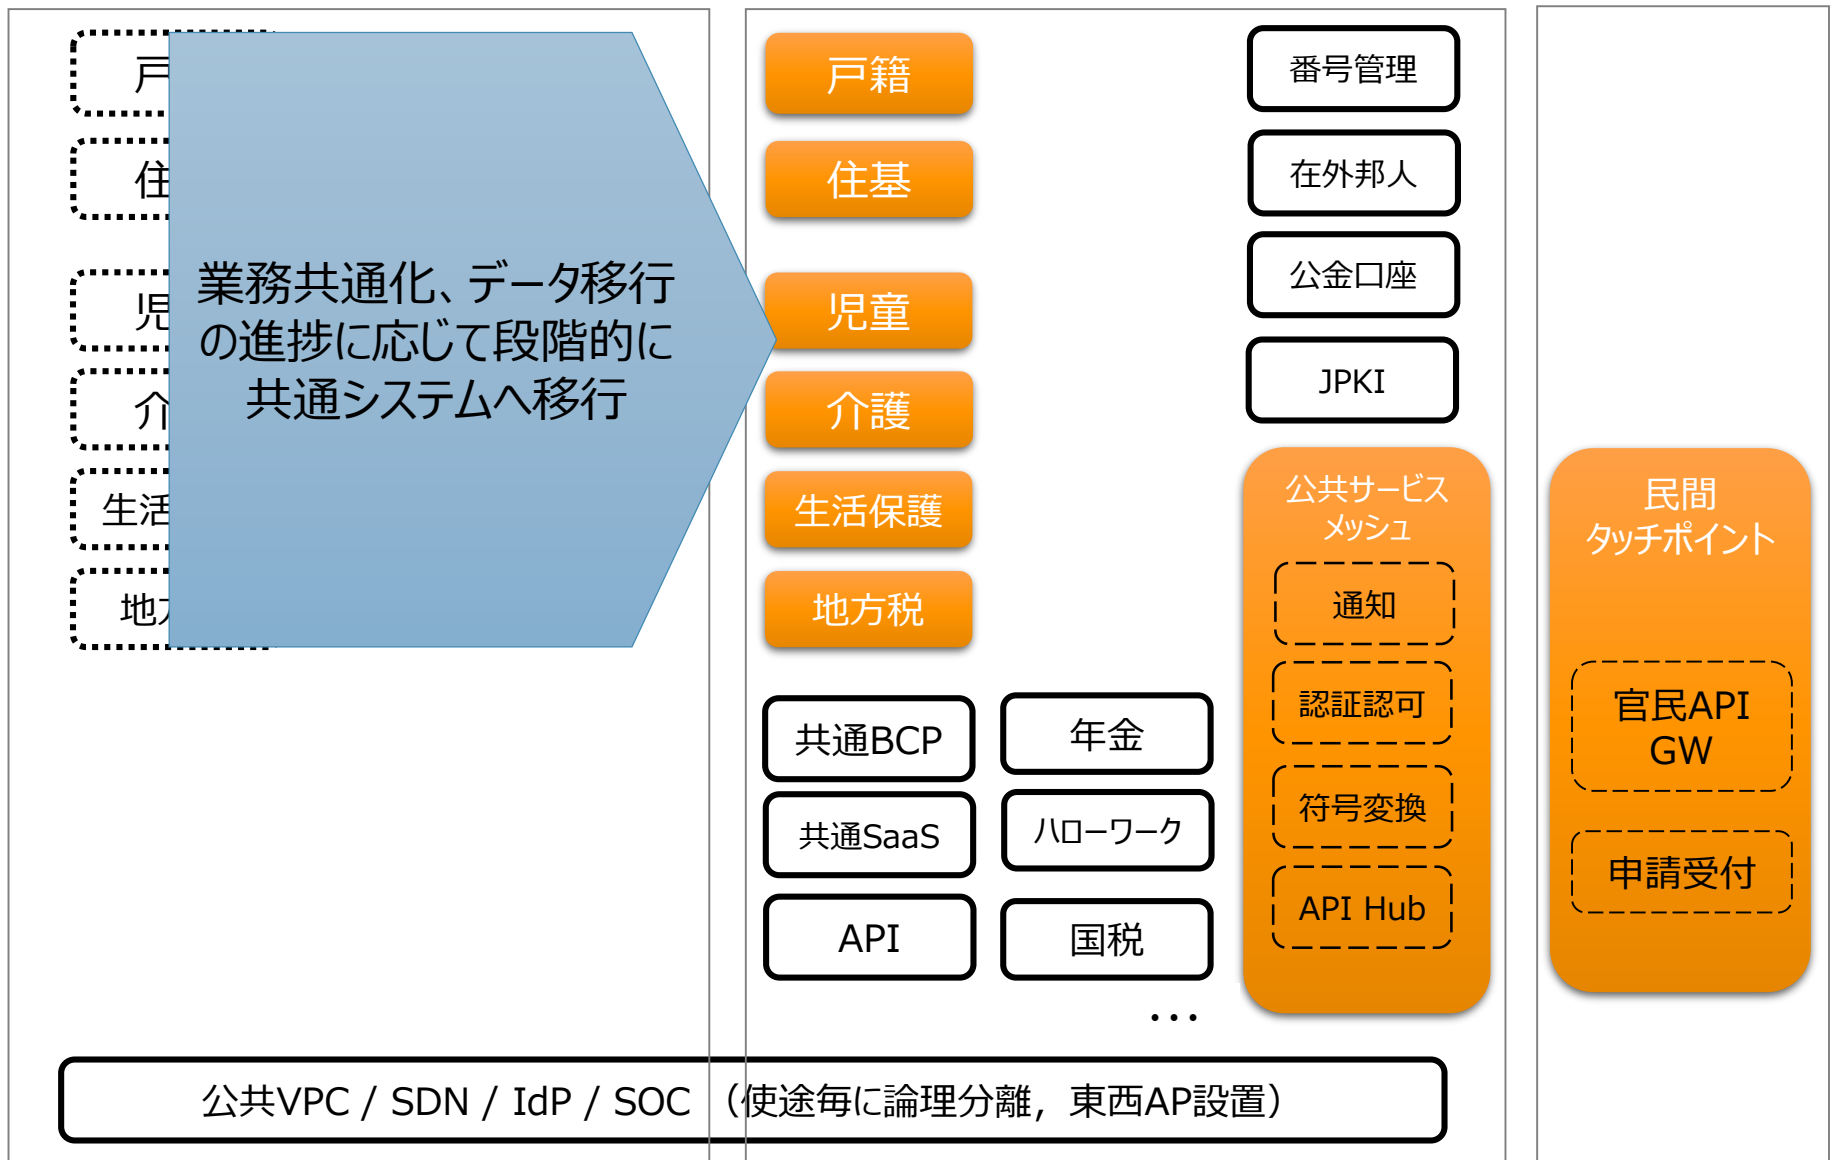 戸
住
児
介
生活
地
業務共通化、データ移行
の進捗に応じて段階的に
共通システムへ移行
戸籍
住基
児童
介護
生活保護
地方税
共通BCP
共通SaaS
API
年金
ハローワーク
国税
…
番号管理
在外邦人
公金口座
JPKI
公共サービス
メッシュ
通知
認証認可
符号変換
API Hub
民間
タッチポイント
官民API
GW
申請受付
公共VPC / SDN / IdP / SOC （使途毎に論理分離，東西AP設置）